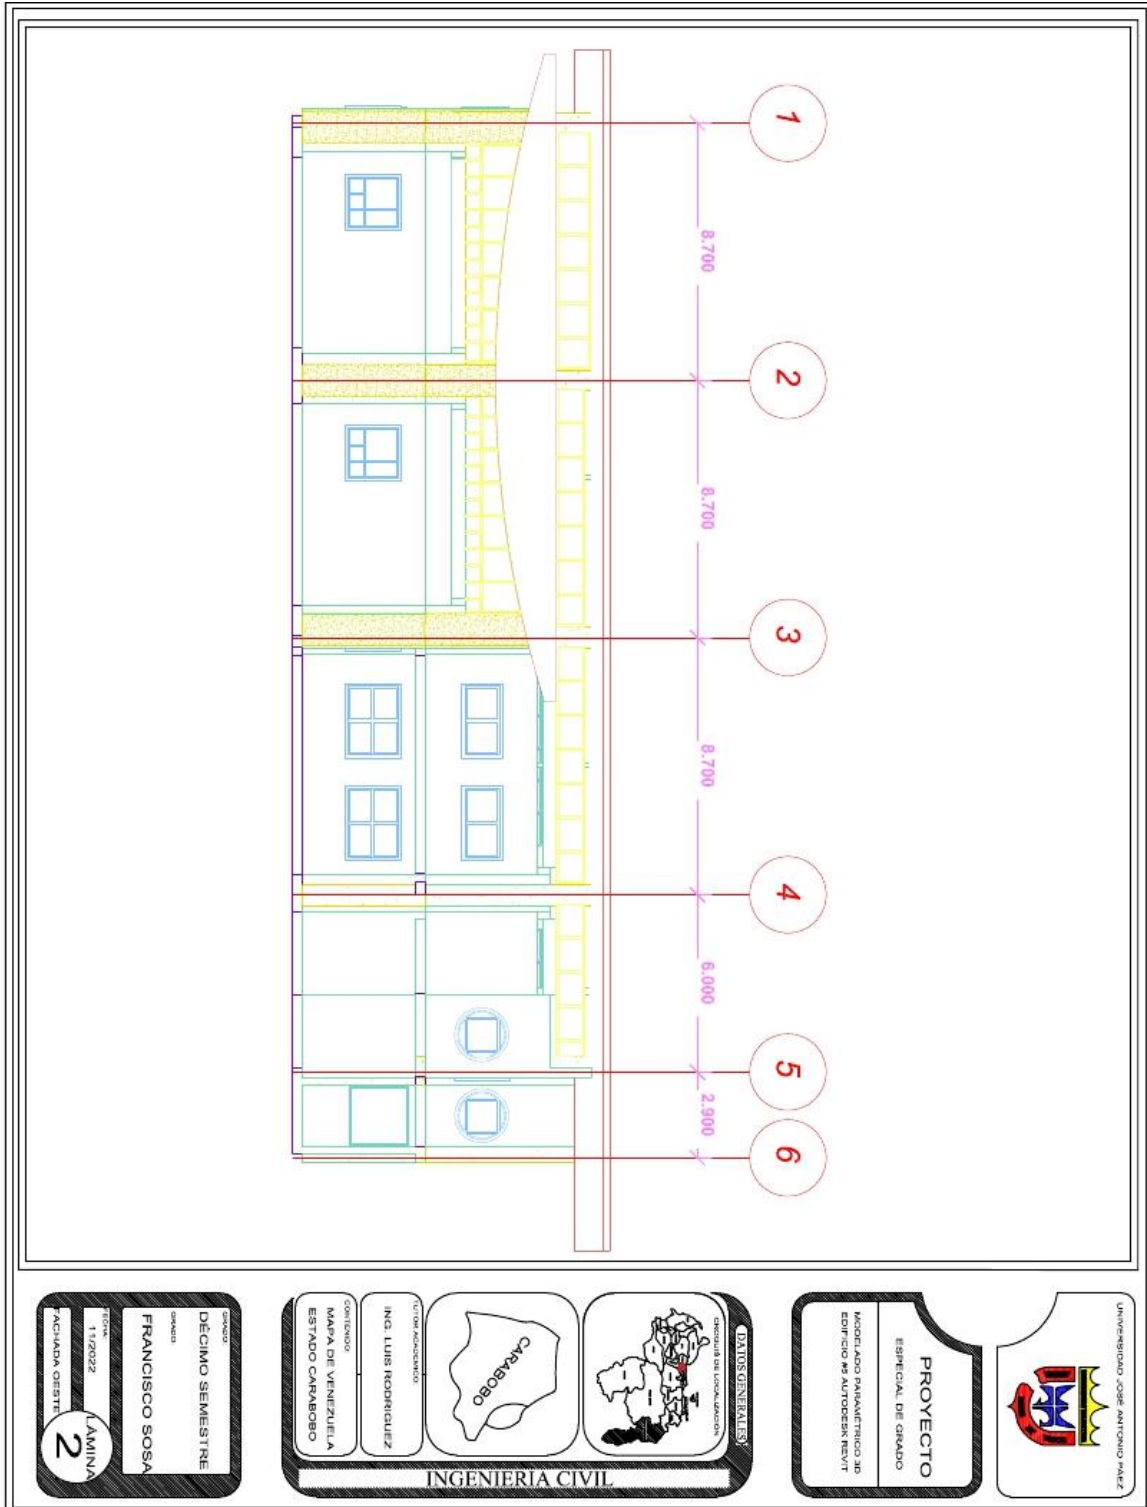 1
8.700
2
8.700
3
8.700
4
6.000
5
2.900
6
UNIVERSIDAD JOSÉ ANTONIO PÁEZ
PROYECTO
ESPECIAL DE GRADO
MODELADO PARAMÉTRICO 3D
EDIFICIO #5 AUTODESK REVIT
DATOS GENERALES
CROQUIS DE LOCALIZACIÓN
CARABOBO
TUTOR ACADÉMICO:
ING. LUIS RODRIGUEZ
CONTENIDO:
MAPA DE VENEZUELA
ESTADO CARABOBO
INGENIERÍA CIVIL
GRADO:
DÉCIMO SEMESTRE
FRANCISCO SOSA
FECHA:
11/2022
FACHADA OESTE
LÁMINA
2